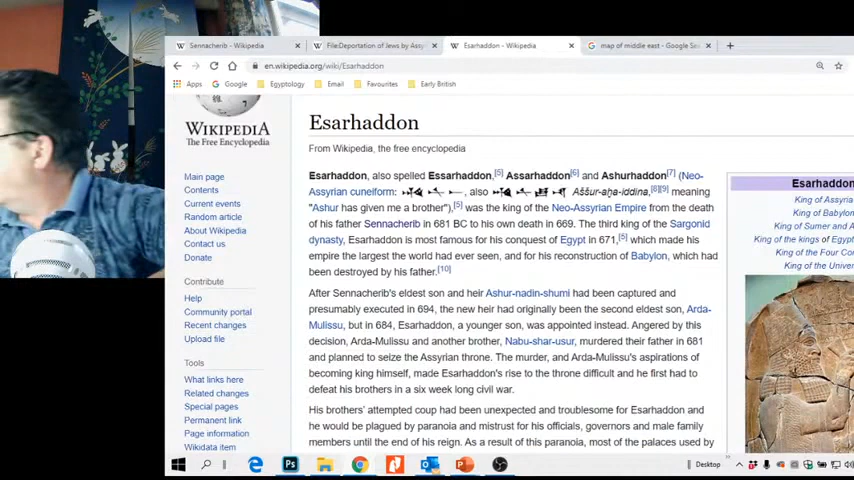 Sennacherib - Wikipedia
File:Deportation of Jews by Assy
Esarhaddon - Wikipedia
map of middle east - Google Se
en.wikipedia.org/wiki/Esarhaddon
Apps Google Egyptology Email Favourites Early British
WIKIPEDIA
The Free Encyclopedia
Main page
Contents
Current events
Random article
About Wikipedia
Contact us
Donate
Contribute
Help
Community portal
Recent changes
Upload file
Tools
What links here
Related changes
Special pages
Permanent link
Page information
Wikidata item
Esarhaddon
From Wikipedia, the free encyclopedia
Esarhaddon, also spelled Essarhaddon,[5] Assarhaddon[6] and Ashurhaddon[7] (Neo-
Assyrian cuneiform: also Aššur-aḫa-iddina,[8][9] meaning
"Ashur has given me a brother"),[5] was the king of the Neo-Assyrian Empire from the death
of his father Sennacherib in 681 BC to his own death in 669. The third king of the Sargonid
dynasty, Esarhaddon is most famous for his conquest of Egypt in 671,[5] which made his
empire the largest the world had ever seen, and for his reconstruction of Babylon, which had
been destroyed by his father.[10]
After Sennacherib's eldest son and heir Ashur-nadin-shumi had been captured and
presumably executed in 694, the new heir had originally been the second eldest son, Arda-
Mulissu, but in 684, Esarhaddon, a younger son, was appointed instead. Angered by this
decision, Arda-Mulissu and another brother, Nabu-shar-usur, murdered their father in 681
and planned to seize the Assyrian throne. The murder, and Arda-Mulissu's aspirations of
becoming king himself, made Esarhaddon's rise to the throne difficult and he first had to
defeat his brothers in a six week long civil war.
His brothers' attempted coup had been unexpected and troublesome for Esarhaddon and
he would be plagued by paranoia and mistrust for his officials, governors and male family
members until the end of his reign. As a result of this paranoia, most of the palaces used by
Esarhaddon
King of Assyria
King of Babylon
King of Sumer and A
King of the kings of Egypt
King of the Four Co
King of the Univer
Desktop